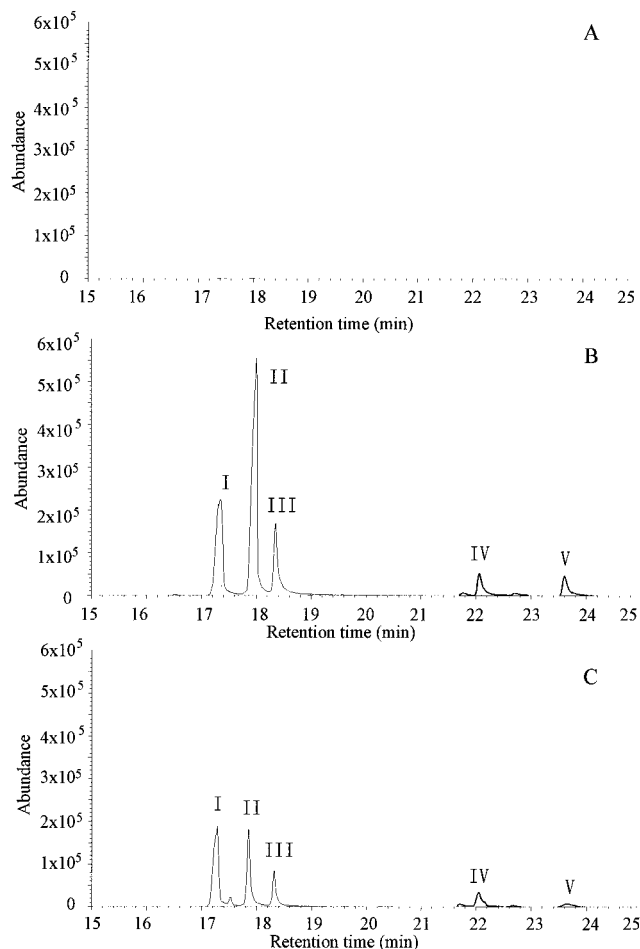 A
6x10⁵
5x10⁵
4x10⁵
3x10⁵
2x10⁵
1x10⁵
0
Abundance
15 16 17 18 19 20 21 22 23 24 25
Retention time (min)
B
6x10⁵
5x10⁵
4x10⁵
3x10⁵
2x10⁵
1x10⁵
0
Abundance
I
II
III
IV
V
15 16 17 18 19 20 21 22 23 24 25
Retention time (min)
C
6x10⁵
5x10⁵
4x10⁵
3x10⁵
2x10⁵
1x10⁵
0
Abundance
I
II
III
IV
V
15 16 17 18 19 20 21 22 23 24 25
Retention time (min)